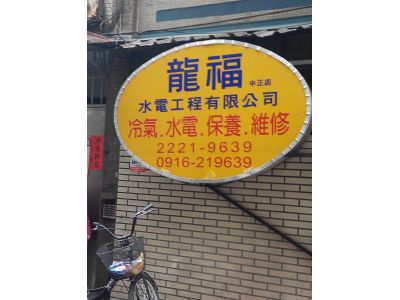 龍福 中正店
水電工程有限公司
冷氣.水電.保養.維修
2221-9639
0916-219639